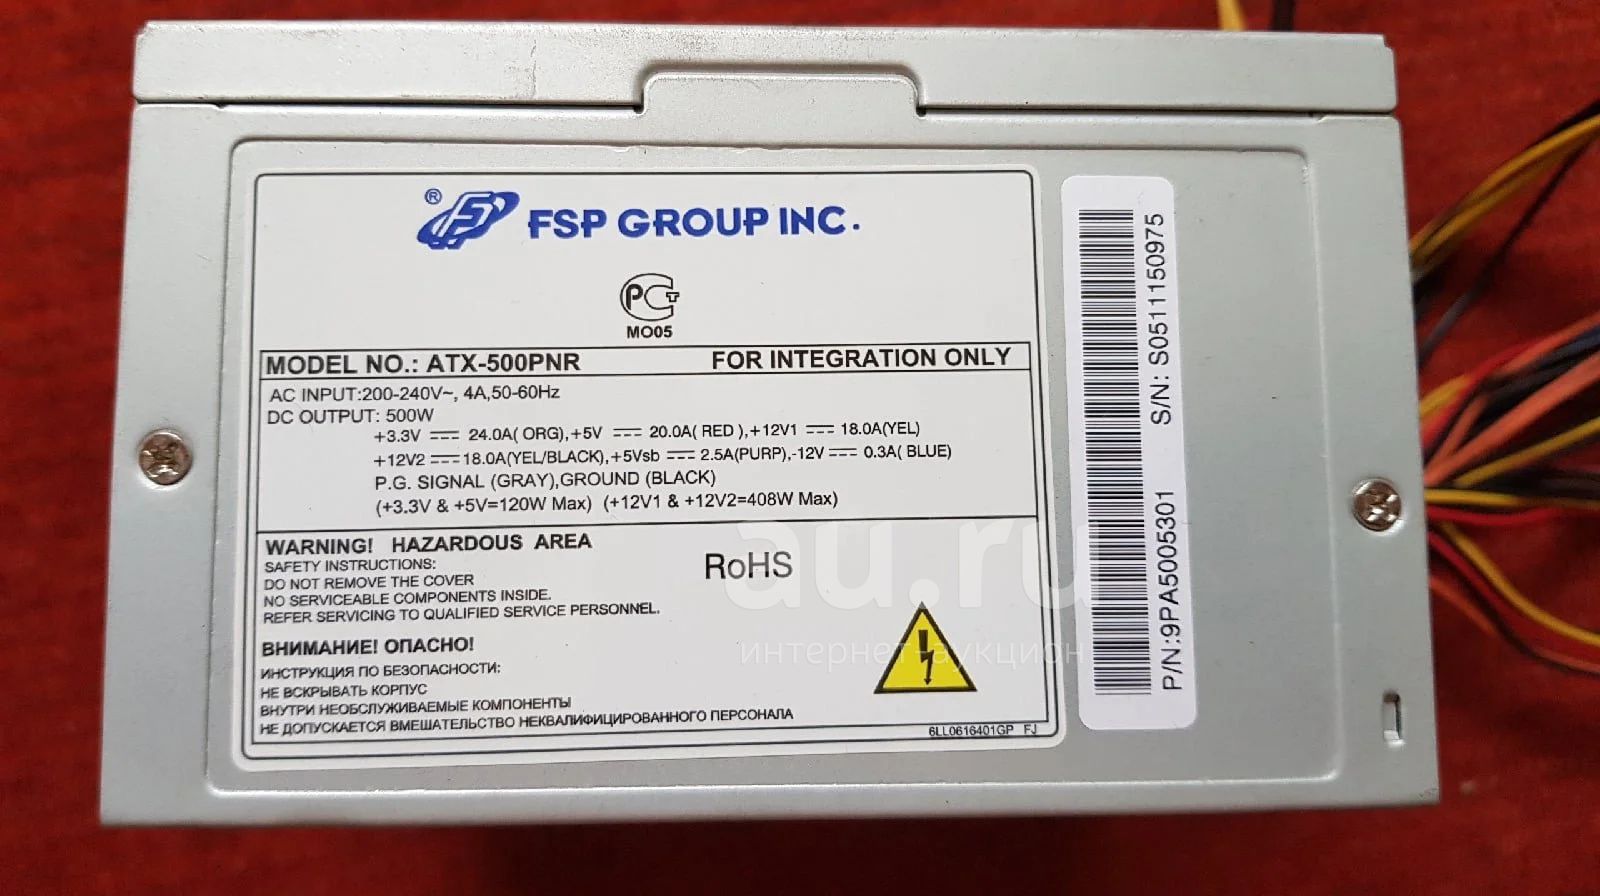 ® FSP GROUP INC.
РСТ
МО05
MODEL NO.: ATX-500PNR FOR INTEGRATION ONLY
AC INPUT:200-240V~, 4A,50-60Hz
DC OUTPUT: 500W
+3.3V ⎓ 24.0A( ORG),+5V ⎓ 20.0A( RED ),+12V1 ⎓ 18.0A(YEL)
+12V2 ⎓ 18.0A(YEL/BLACK),+5Vsb ⎓ 2.5A(PURP),-12V ⎓ 0.3A( BLUE)
P.G. SIGNAL (GRAY),GROUND (BLACK)
(+3.3V & +5V=120W Max) (+12V1 & +12V2=408W Max)
WARNING! HAZARDOUS AREA
SAFETY INSTRUCTIONS:
DO NOT REMOVE THE COVER
NO SERVICEABLE COMPONENTS INSIDE.
REFER SERVICING TO QUALIFIED SERVICE PERSONNEL.
RoHS
ВНИМАНИЕ! ОПАСНО!
ИНСТРУКЦИЯ ПО БЕЗОПАСНОСТИ:
НЕ ВСКРЫВАТЬ КОРПУС
ВНУТРИ НЕОБСЛУЖИВАЕМЫЕ КОМПОНЕНТЫ
НЕ ДОПУСКАЕТСЯ ВМЕШАТЕЛЬСТВО НЕКВАЛИФИЦИРОВАННОГО ПЕРСОНАЛА
6LL0616401GP FJ
P/N:9PA5005301 S/N: S0511150975
au.ru
интернет-аукцион